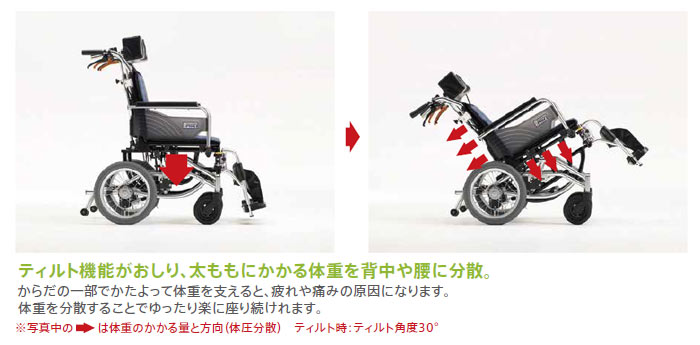 ティルト機能がおしり、太ももにかかる体重を背中や腰に分散。
からだの一部でかたよって体重を支えると、疲れや痛みの原因になります。
体重を分散することでゆったり楽に座り続けれます。
※写真中の➡は体重のかかる量と方向(体圧分散)　ティルト時:ティルト角度30°